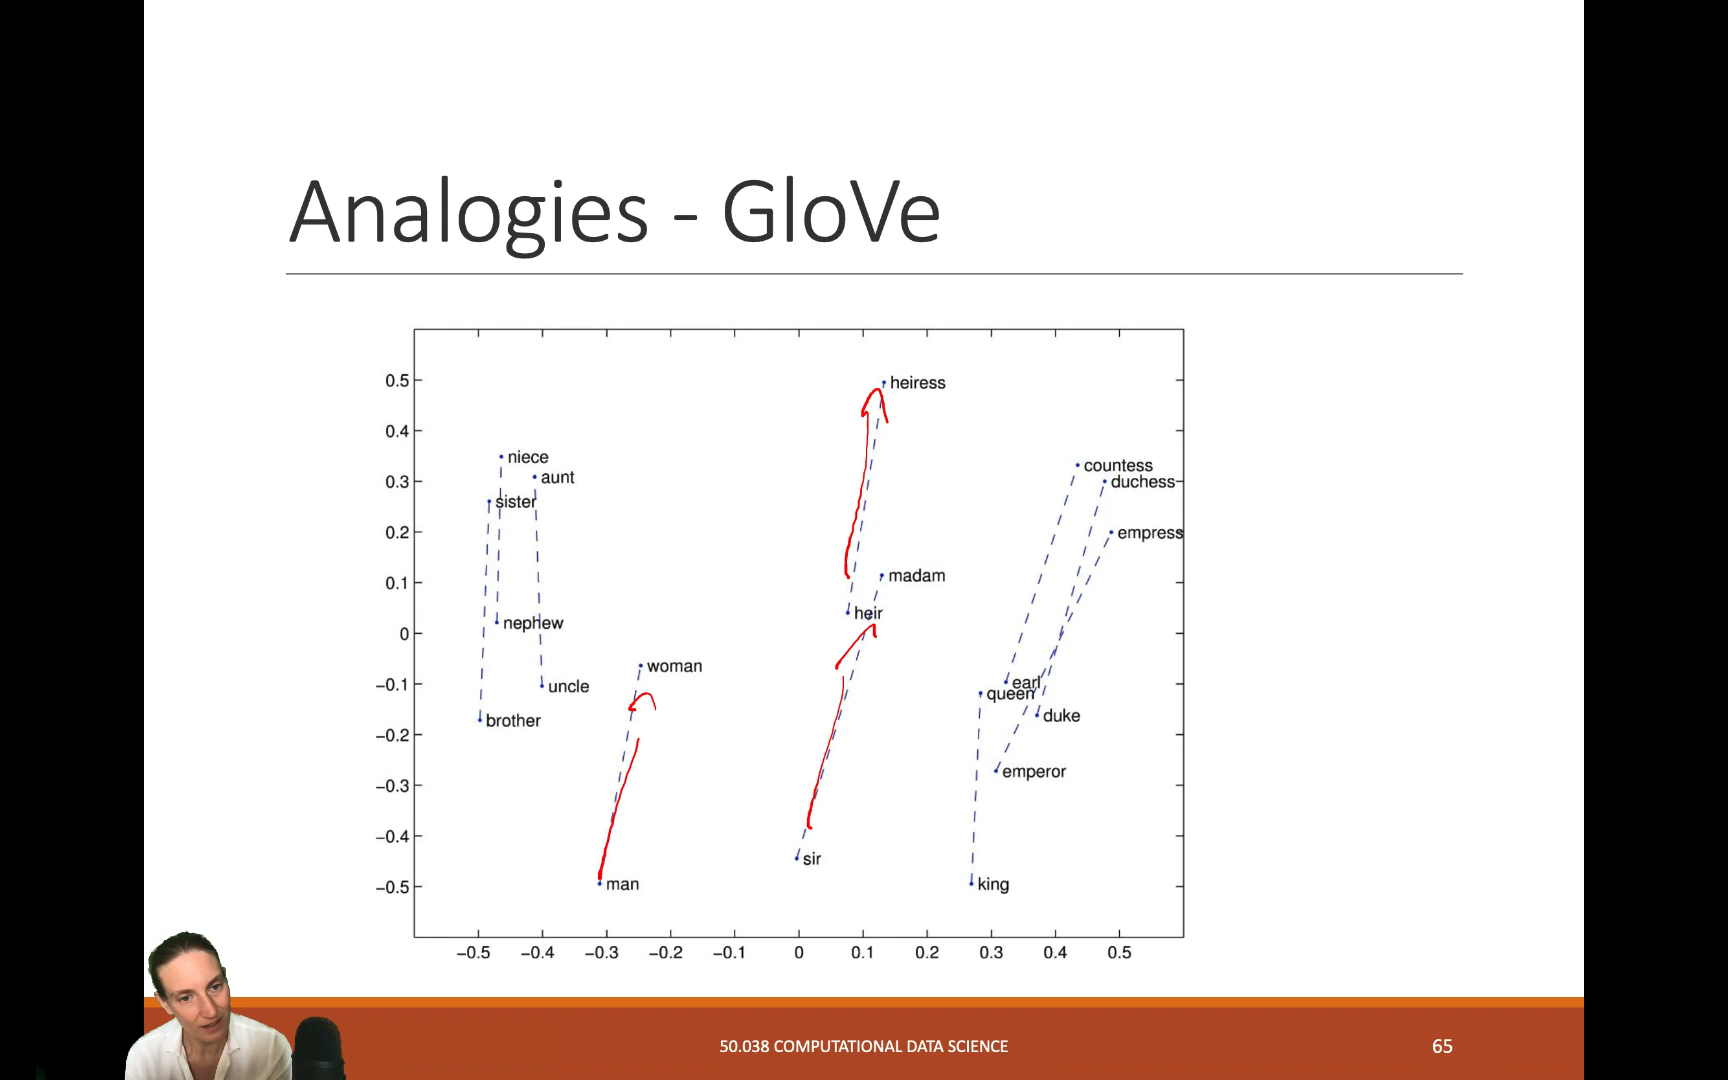 Analogies - GloVe
0.5
heiress
0.4
niece
countess
0.3
aunt
duchess
sister
0.2
empress
0.1
madam
heir
nephew
0
woman
−0.1
uncle
earl
queen
brother
duke
−0.2
emperor
−0.3
−0.4
sir
−0.5
man
king
−0.5 −0.4 −0.3 −0.2 −0.1 0 0.1 0.2 0.3 0.4 0.5
50.038 COMPUTATIONAL DATA SCIENCE
65